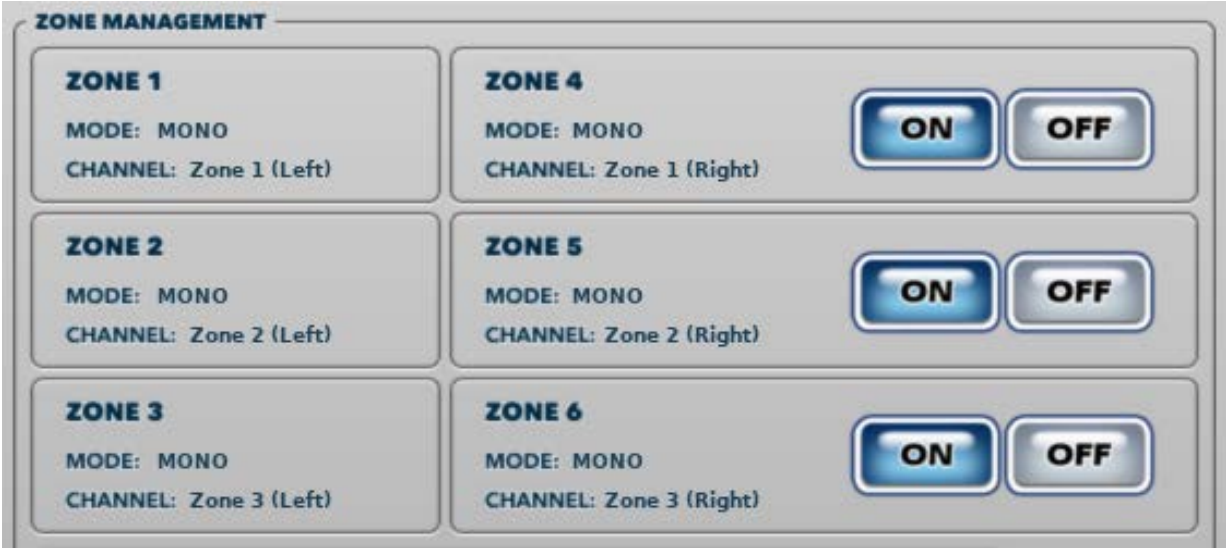 ZONE MANAGEMENT
ZONE 1
MODE: MONO
CHANNEL: Zone 1 (Left)
ZONE 4
MODE: MONO
CHANNEL: Zone 1 (Right)
ON OFF
ZONE 2
MODE: MONO
CHANNEL: Zone 2 (Left)
ZONE 5
MODE: MONO
CHANNEL: Zone 2 (Right)
ON OFF
ZONE 3
MODE: MONO
CHANNEL: Zone 3 (Left)
ZONE 6
MODE: MONO
CHANNEL: Zone 3 (Right)
ON OFF